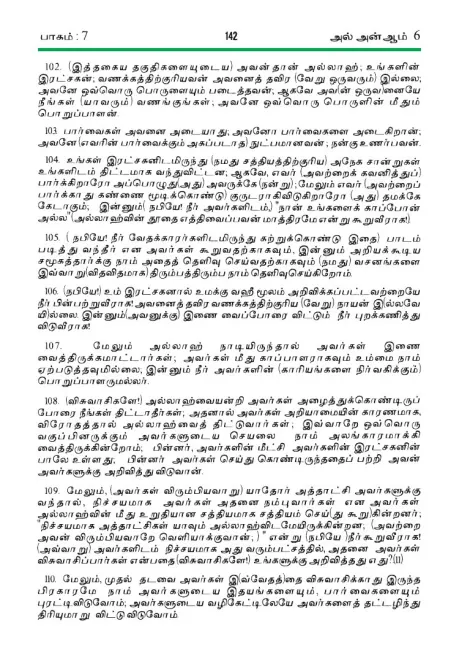 பாகம் : 7 142 அல் அன்ஆம் 6
102. (இத்தகைய தகுதிகளையுடைய) அவன் தான் அல்லாஹ்; உங்களின்
இரட்சகன்; வணக்கத்திற்குரியவன் அவனைத் தவிர (வேறு ஒருவரும்) இல்லை;
அவனே ஒவ்வொரு பொருளையும் படைத்தவன்; ஆகவே அவ(ன் ஒருவ)னையே
நீங்கள் (யாவரும்) வணங்குங்கள்; அவனே ஒவ்வொரு பொருளின் மீதும்
பொறுப்பாளன்.
103. பார்வைகள் அவனை அடையாது; அவனோ பார்வைகளை அடைகிறான்;
அவனே (எவரின் பார்வைக்கும் அகப்படாத) நுட்பமானவன்; நன்கு உணர்பவன்.
104. உங்கள் இரட்சகனிடமிருந்து (நமது சத்தியத்திற்குரிய) அநேக சான்றுகள்
உங்களிடம் திட்டமாக வந்துவிட்டன; ஆகவே, எவர் (அவற்றைக் கவனித்துப்)
பார்க்கிறாரோ அப்பொழுது(அது) அவருக்கே(நன்று); மேலும் எவர் (அவற்றைப்
பார்க்காது கண்ணை மூடிக்கொண்டு) குருடராகிவிடுகிறாரோ (அது) தமக்கே
கேடாகும்; இன்னும்( நபியே! நீர் அவர்களிடம்,) "நான் உங்களைக் காப்போன்
அல்ல" (அல்லாஹ்வின் தூதை எத்திவைப்பவன் மாத்திரமே என்று கூறுவீராக!)
105. ( நபியே! நீர் வேதக்காரர்களிடமிருந்து கற்றுக்கொண்டு இதை) பாடம்
படித்து வந்தீர் என அவர்கள் கூறுவதற்காகவும், இன்னும் அறியக்கூடிய
சமூகத்தார்க்கு நாம் அதைத் தெளிவு செய்வதற்காகவும் (நமது) வசனங்களை
இவ்வாறு(விதவிதமாக)திருப்பத்திரும்ப நாம் தெளிவுசெய்கிறோம்.
106. (நபியே!) உம் இரட்சகனால் உமக்கு வஹீ மூலம் அறிவிக்கப்பட்டவற்றையே
நீர் பின்பற்றுவீராக! அவனைத்தவிர வணக்கத்திற்குரிய (வேறு) நாயன் இ(ல்லவே
யி)ல்லை. இன்னும்(அவனுக்கு) இணை வைப்போரை விட்டும் நீர் புறக்கணித்து
விடுவீராக!
107. மேலும் அல்லாஹ் நாடியிருந்தால் அவர்கள் இணை
வைத்திருக்கமாட்டார்கள்; அவர்கள் மீது காப்பாளராகவும் உம்மை நாம்
ஏற்படுத்தவுமில்லை; இன்னும் நீர் அவர்களின் (காரியங்களை நிர்வகிக்கும்)
பொறுப்பாளருமல்லர்.
108. (விசுவாசிகளே!) அல்லாஹ்வையன்றி அவர்கள் அழைத்துக்கொண்டிருப்
போரை நீங்கள் திட்டாதீர்கள்; அதனால் அவர்கள் அறியாமையின் காரணமாக,
விரோதத்தால் அல்லாஹ்வைத் திட்டுவார்கள்; இவ்வாறே ஒவ்வொரு
வகுப்பினருக்கும் அவர்களுடைய செயலை நாம் அலங்காரமாக்கி
வைத்திருக்கின்றோம்; பின்னர், அவர்களின் மீட்சி அவர்களின் இரட்சகனின்
பாலே உள்ளது; பின்னர் அவர்கள் செய்து கொண்டிருந்ததைப் பற்றி அவன்
அவர்களுக்கு அறிவித்து விடுவான்.
109. மேலும், (அவர்கள் விரும்பியவாறு) யாதோர் அத்தாட்சி அவர்களுக்கு
வந்தால், நிச்சயமாக அவர்கள் அதனை நம்புவார்கள் என அவர்கள்
அல்லாஹ்வின் மீது உறுதியான சத்தியமாக சத்தியம் செய்(து கூறு)கின்றனர்;
"நிச்சயமாக அத்தாட்சிகள் யாவும் அல்லாஹ்விடமேயிருக்கின்றன; (அவற்றை
அவன் விரும்பியவாறே வெளியாக்குவான்; ) " என்று (நபியே )நீர் கூறுவீராக!
(அவ்வாறு) அவர்களிடம் நிச்சயமாக அது வரும்பட்சத்தில், அதனை அவர்கள்
விசுவாசிப்பார்கள் என்பதை(விசுவாசிகளே!) உங்களுக்கு அறிவித்தது எது?(11)
110. மேலும், முதல் தடவை அவர்கள் இ(வ்வேதத்)தை விசுவாசிக்காது இருந்த
பிரகாரமே நாம் அவர்களுடைய இதயங்களையும், பார்வைகளையும்
புரட்டிவிடுவோம்; அவர்களுடைய வழிகேட்டிலேயே அவர்களைத் தட்டழிந்து
திரியுமாறு விட்டுவிடுவோம்.